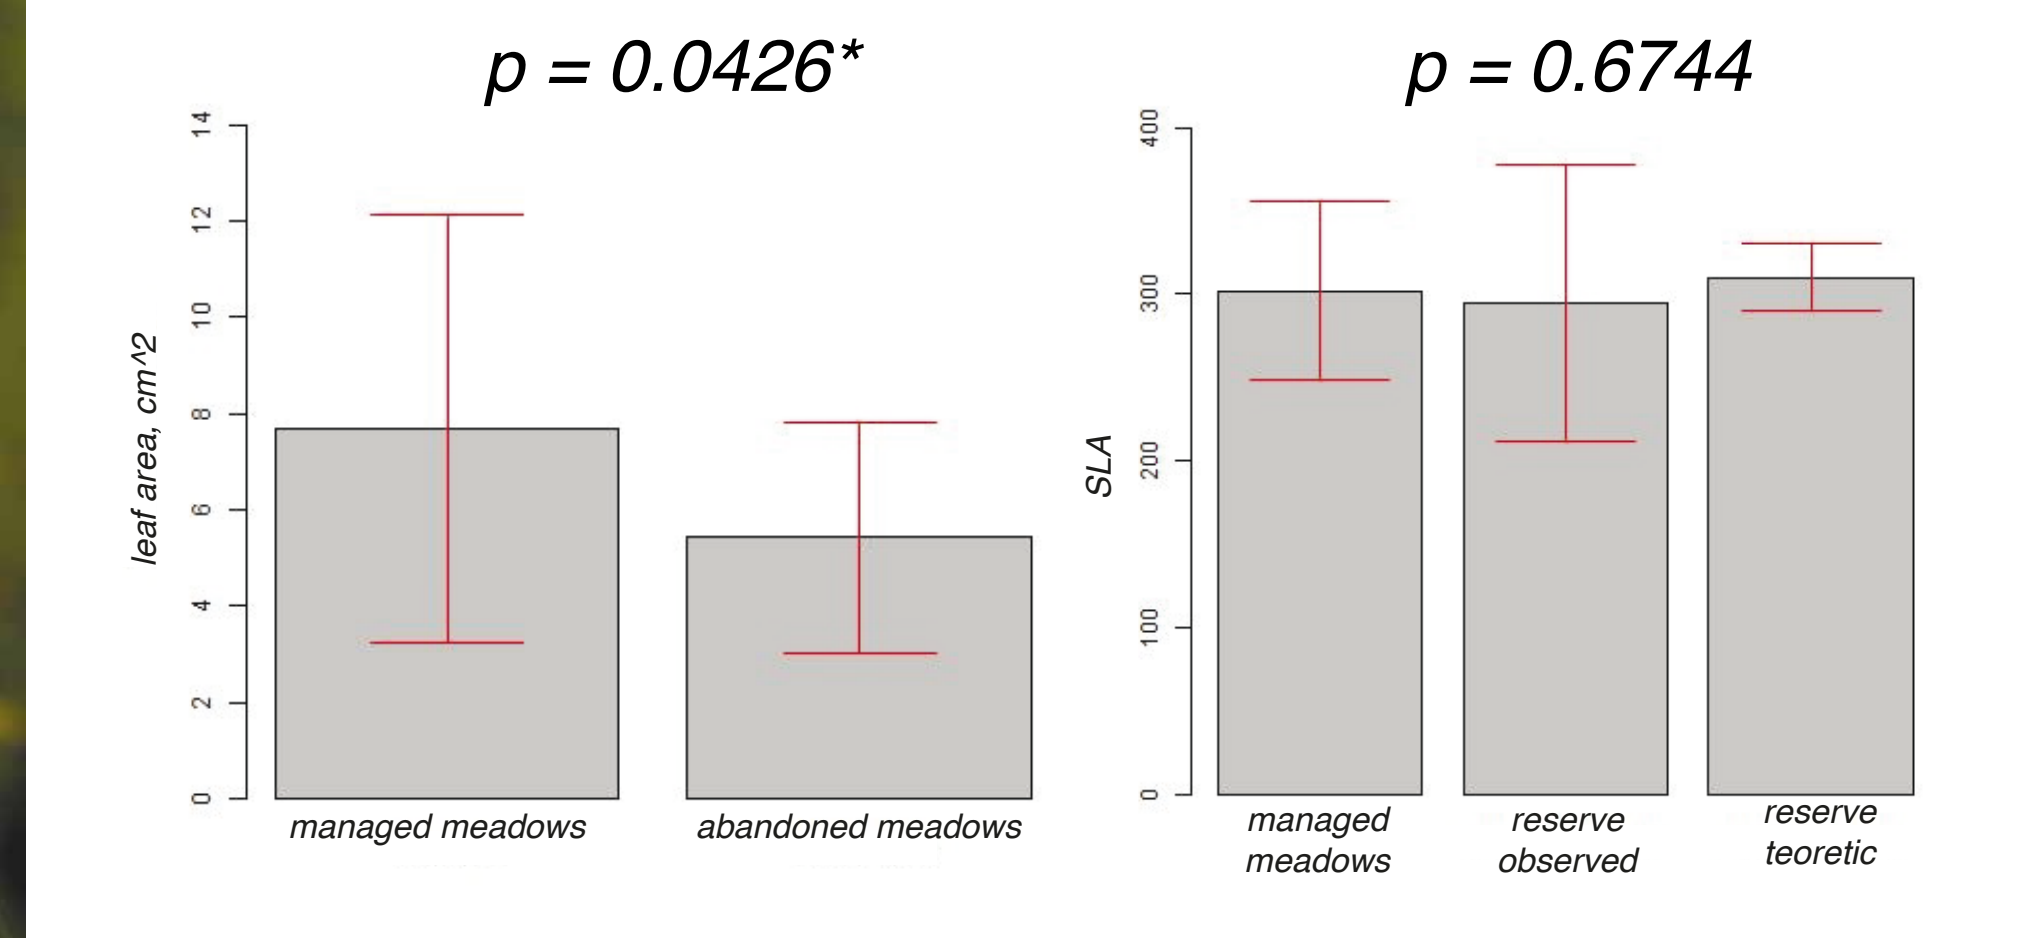 p = 0.0426*
14
12
10
8
6
4
2
0
leaf area, cm^2
managed meadows
abandoned meadows
p = 0.6744
400
300
200
100
0
SLA
managed
meadows
reserve
observed
reserve
teoretic